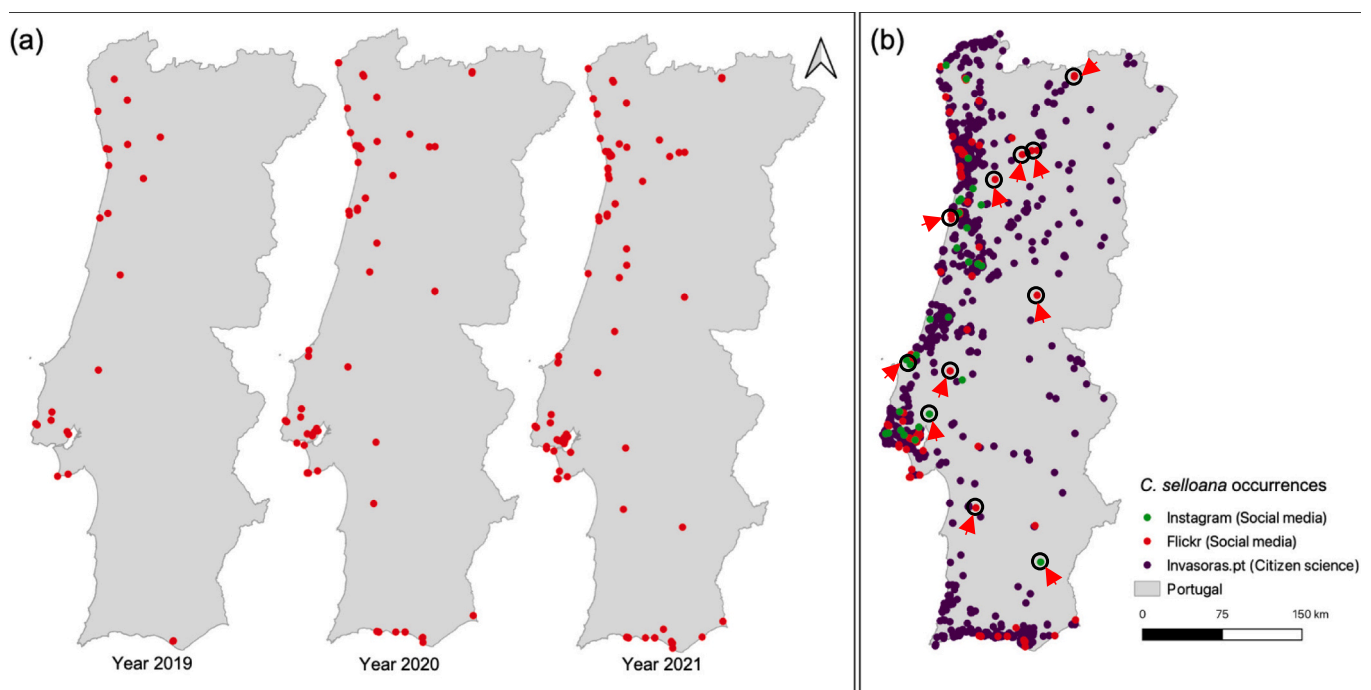 (a)
Year 2019
Year 2020
Year 2021
(b)
C. selloana occurrences
Instagram (Social media)
Flickr (Social media)
Invasoras.pt (Citizen science)
Portugal
0 75 150 km